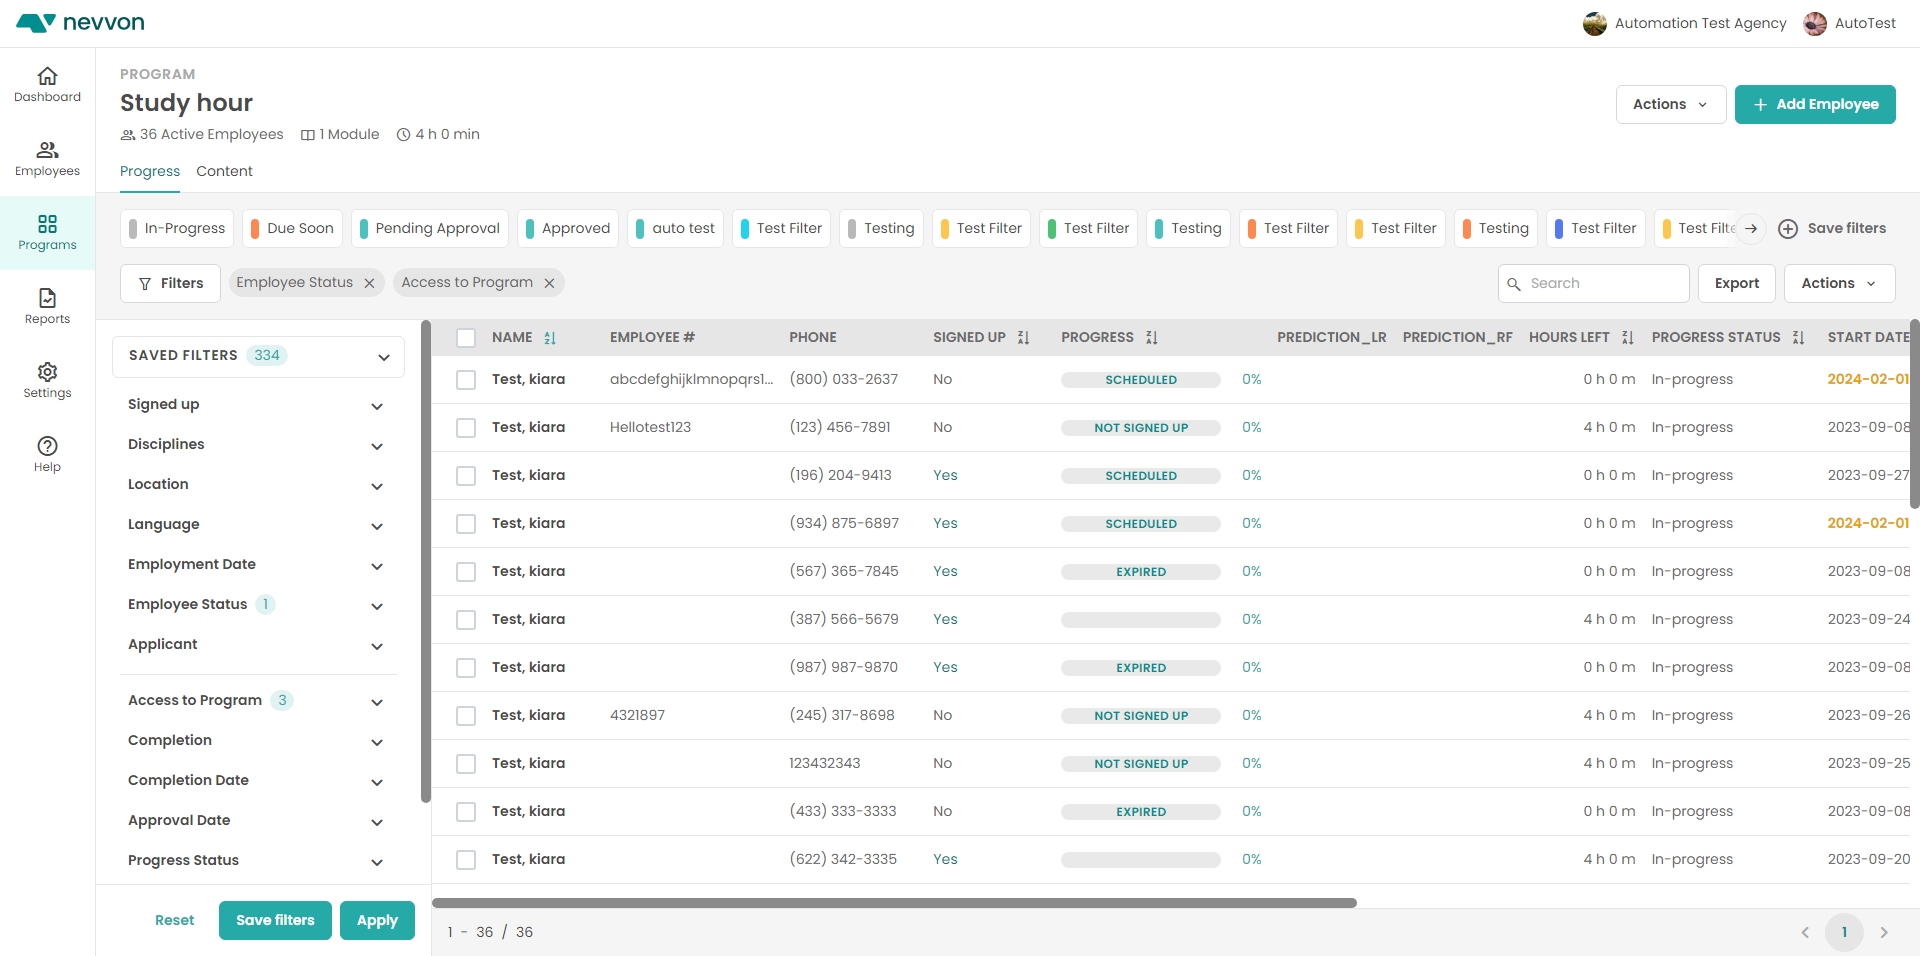 nevvon
Automation Test Agency AutoTest
Dashboard
Employees
Programs
Reports
Settings
Help
PROGRAM
Study hour
36 Active Employees 1 Module 4 h 0 min
Actions + Add Employee
Progress Content
In-Progress Due Soon Pending Approval Approved auto test Test Filter Testing Test Filter Test Filter Testing Test Filter Test Filter Testing Test Filter Test Filte Save filters
Filters Employee Status Access to Program Search Export Actions
SAVED FILTERS 334
Signed up
Disciplines
Location
Language
Employment Date
Employee Status 1
Applicant
Access to Program 3
Completion
Completion Date
Approval Date
Progress Status
Reset Save filters Apply
NAME EMPLOYEE # PHONE SIGNED UP PROGRESS PREDICTION_LR PREDICTION_RF HOURS LEFT PROGRESS STATUS START DATE
Test, kiara abcdefghijklmnopqrs1... (800) 033-2637 No SCHEDULED 0% 0 h 0 m In-progress 2024-02-01
Test, kiara Hellotest123 (123) 456-7891 No NOT SIGNED UP 0% 4 h 0 m In-progress 2023-09-08
Test, kiara (196) 204-9413 Yes SCHEDULED 0% 0 h 0 m In-progress 2023-09-27
Test, kiara (934) 875-6897 Yes SCHEDULED 0% 0 h 0 m In-progress 2024-02-01
Test, kiara (567) 365-7845 Yes EXPIRED 0% 0 h 0 m In-progress 2023-09-08
Test, kiara (387) 566-5679 Yes 0% 4 h 0 m In-progress 2023-09-24
Test, kiara (987) 987-9870 Yes EXPIRED 0% 0 h 0 m In-progress 2023-09-08
Test, kiara 4321897 (245) 317-8698 No NOT SIGNED UP 0% 4 h 0 m In-progress 2023-09-26
Test, kiara 123432343 No NOT SIGNED UP 0% 4 h 0 m In-progress 2023-09-25
Test, kiara (433) 333-3333 No EXPIRED 0% 0 h 0 m In-progress 2023-09-08
Test, kiara (622) 342-3335 Yes 0% 4 h 0 m In-progress 2023-09-20
1 - 36 / 36 1